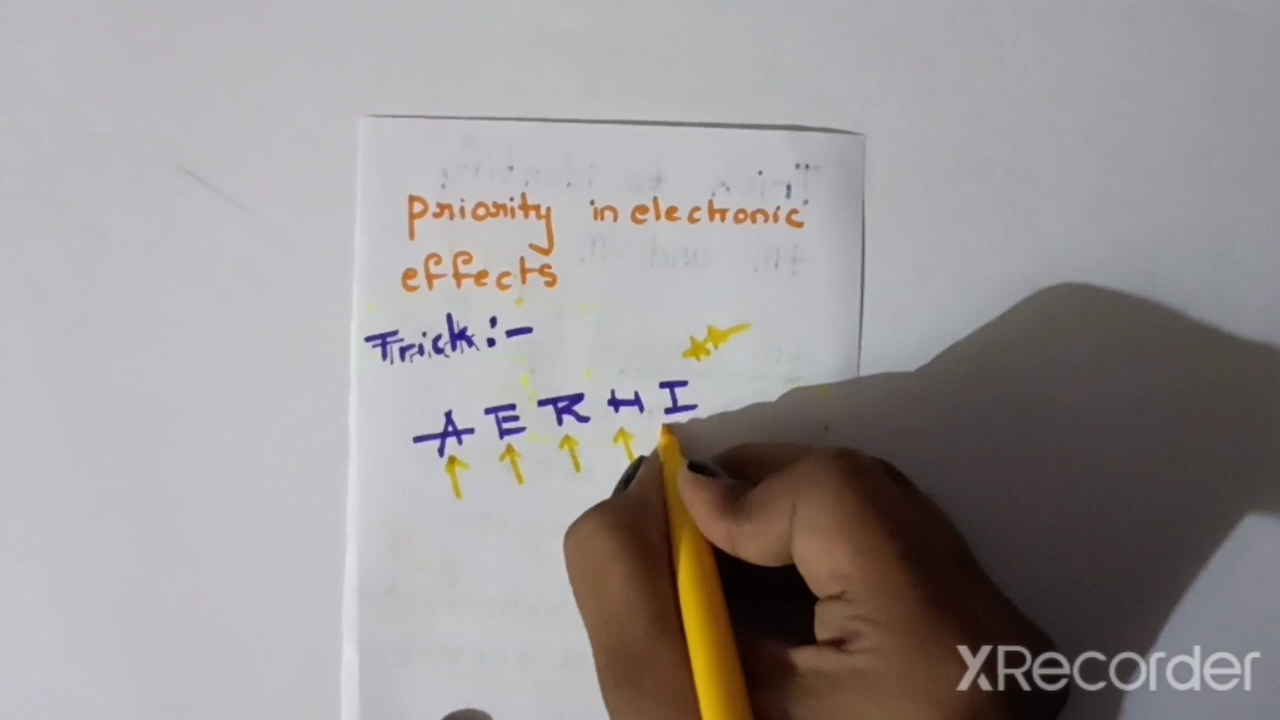 Priority in electronic
effects
Trick:-
A E R H I
XRecorder